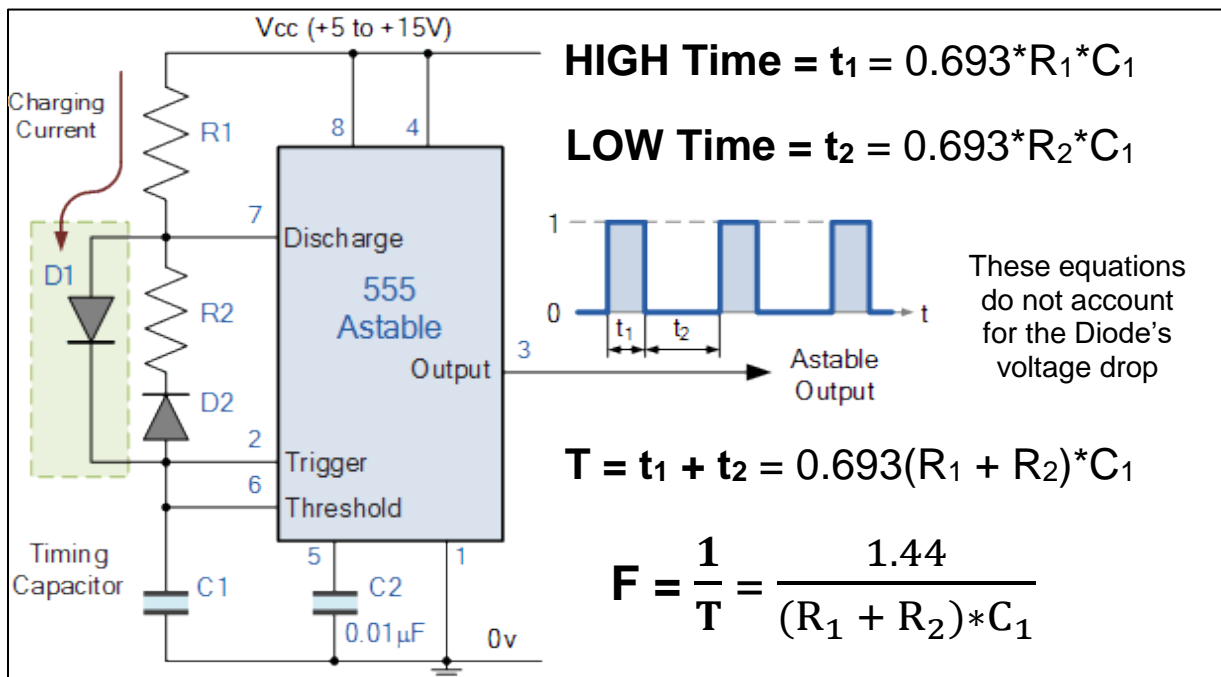 Vcc (+5 to +15V)
Charging
Current
R1
8
4
7
Discharge
D1
R2
555
Astable
3
Output
D2
2
Trigger
6
Threshold
Timing
Capacitor
C1
5
1
C2
0.01µF
0v
HIGH Time = t₁ = 0.693*R₁*C₁
LOW Time = t₂ = 0.693*R₂*C₁
1
0
t₁
t₂
t
Astable
Output
These equations
do not account
for the Diode's
voltage drop
T = t₁ + t₂ = 0.693(R₁ + R₂)*C₁
F = 1/T = 1.44/((R₁ + R₂)*C₁)